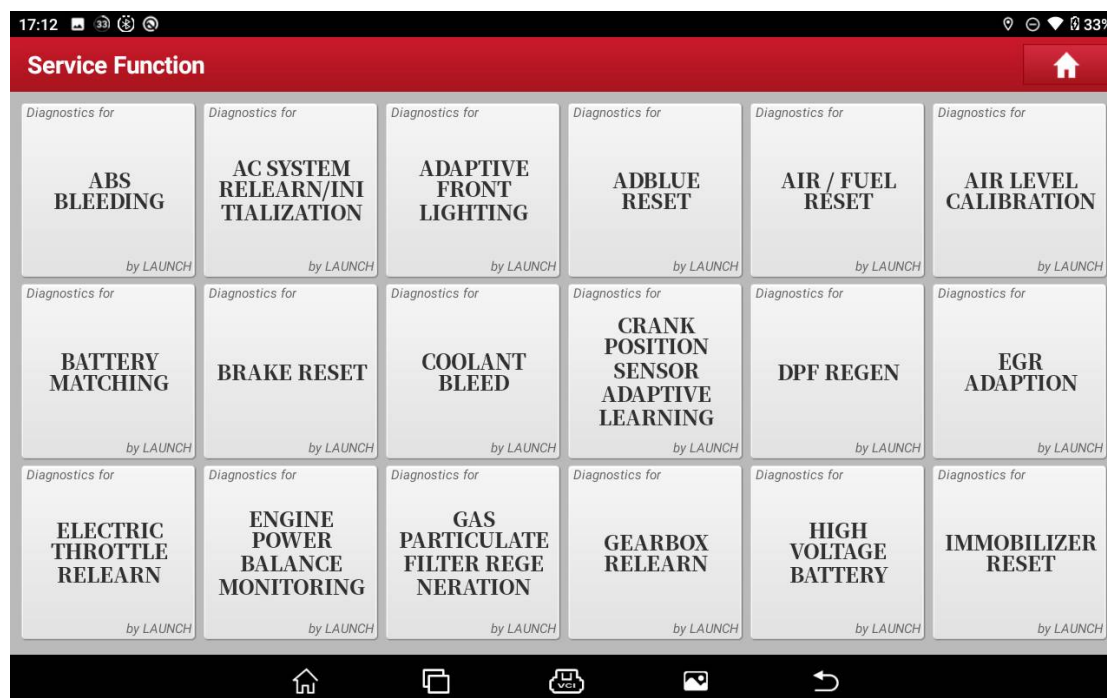 17:12 33 33%
Service Function
Diagnostics for
ABS
BLEEDING
by LAUNCH
Diagnostics for
AC SYSTEM
RELEARN/INI
TIALIZATION
by LAUNCH
Diagnostics for
ADAPTIVE
FRONT
LIGHTING
by LAUNCH
Diagnostics for
ADBLUE
RESET
by LAUNCH
Diagnostics for
AIR / FUEL
RESET
by LAUNCH
Diagnostics for
AIR LEVEL
CALIBRATION
by LAUNCH
Diagnostics for
BATTERY
MATCHING
by LAUNCH
Diagnostics for
BRAKE RESET
by LAUNCH
Diagnostics for
COOLANT
BLEED
by LAUNCH
Diagnostics for
CRANK
POSITION
SENSOR
ADAPTIVE
LEARNING
by LAUNCH
Diagnostics for
DPF REGEN
by LAUNCH
Diagnostics for
EGR
ADAPTION
by LAUNCH
Diagnostics for
ELECTRIC
THROTTLE
RELEARN
by LAUNCH
Diagnostics for
ENGINE
POWER
BALANCE
MONITORING
by LAUNCH
Diagnostics for
GAS
PARTICULATE
FILTER REGE
NERATION
by LAUNCH
Diagnostics for
GEARBOX
RELEARN
by LAUNCH
Diagnostics for
HIGH
VOLTAGE
BATTERY
by LAUNCH
Diagnostics for
IMMOBILIZER
RESET
by LAUNCH
VCI